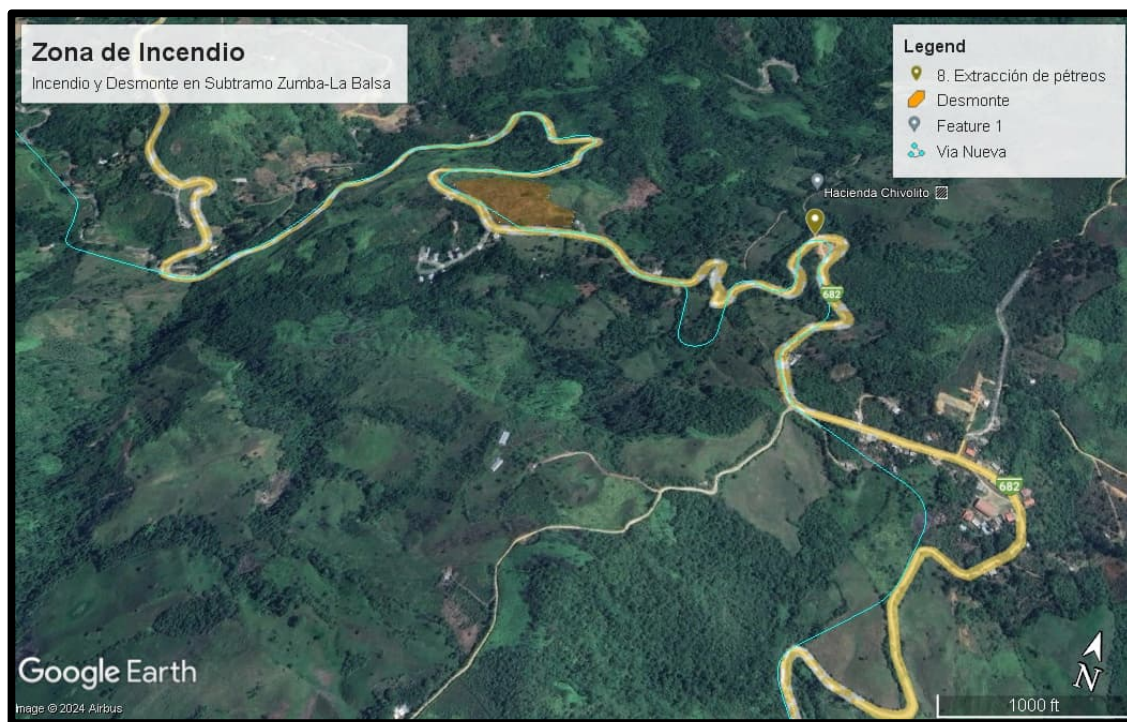 Zona de Incendio
Incendio y Desmonte en Subtramo Zumba-La Balsa
Legend
8. Extracción de pétreos
Desmonte
Feature 1
Via Nueva
Hacienda Chivolito
682
682
Google Earth
Image © 2024 Airbus
N
1000 ft